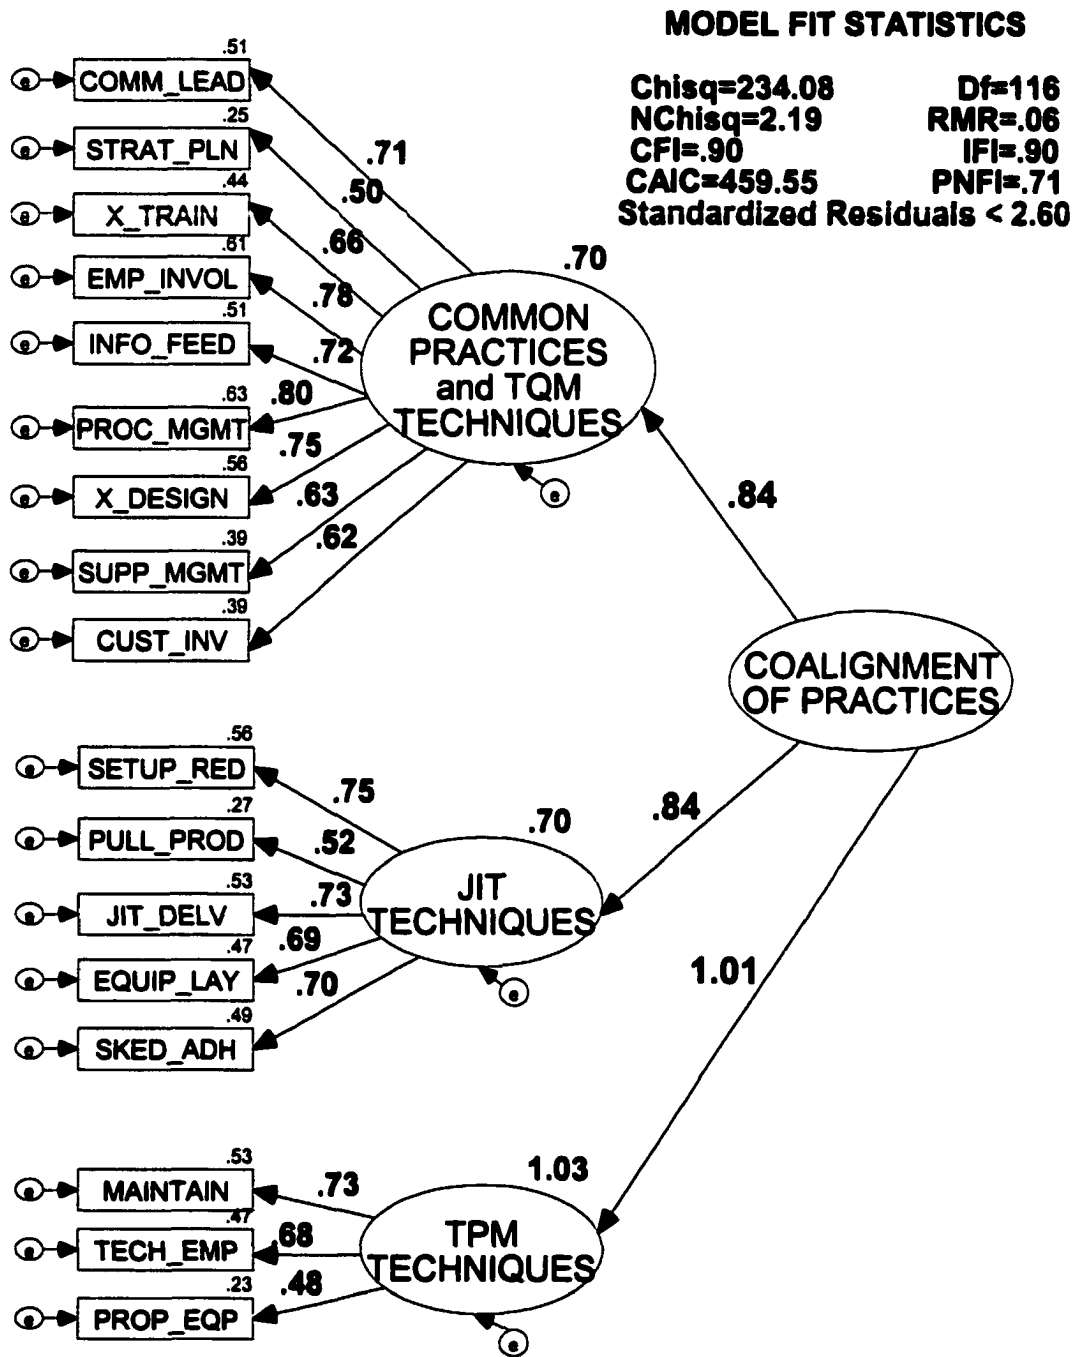 MODEL FIT STATISTICS
Chisq=234.08 Df=116
NChisq=2.19 RMR=.06
CFI=.90 IFI=.90
CAIC=459.55 PNFI=.71
Standardized Residuals < 2.60
.51
e COMM_LEAD
.71
.25
e STRAT_PLN
.50
.44
e X_TRAIN
.66
.61
e EMP_INVOL
.78
.51
e INFO_FEED
.72
.63
e PROC_MGMT
.80
.56
e X_DESIGN
.75
.39
e SUPP_MGMT
.63
.39
e CUST_INV
.62
.70
COMMON
PRACTICES
and TQM
TECHNIQUES
e
.84
COALIGNMENT
OF PRACTICES
.56
e SETUP_RED
.75
.27
e PULL_PROD
.52
.53
e JIT_DELV
.73
.47
e EQUIP_LAY
.69
.49
e SKED_ADH
.70
.70
JIT
TECHNIQUES
e
.84
1.01
.53
e MAINTAIN
.73
.47
e TECH_EMP
.68
.23
e PROP_EQP
.48
1.03
TPM
TECHNIQUES
e